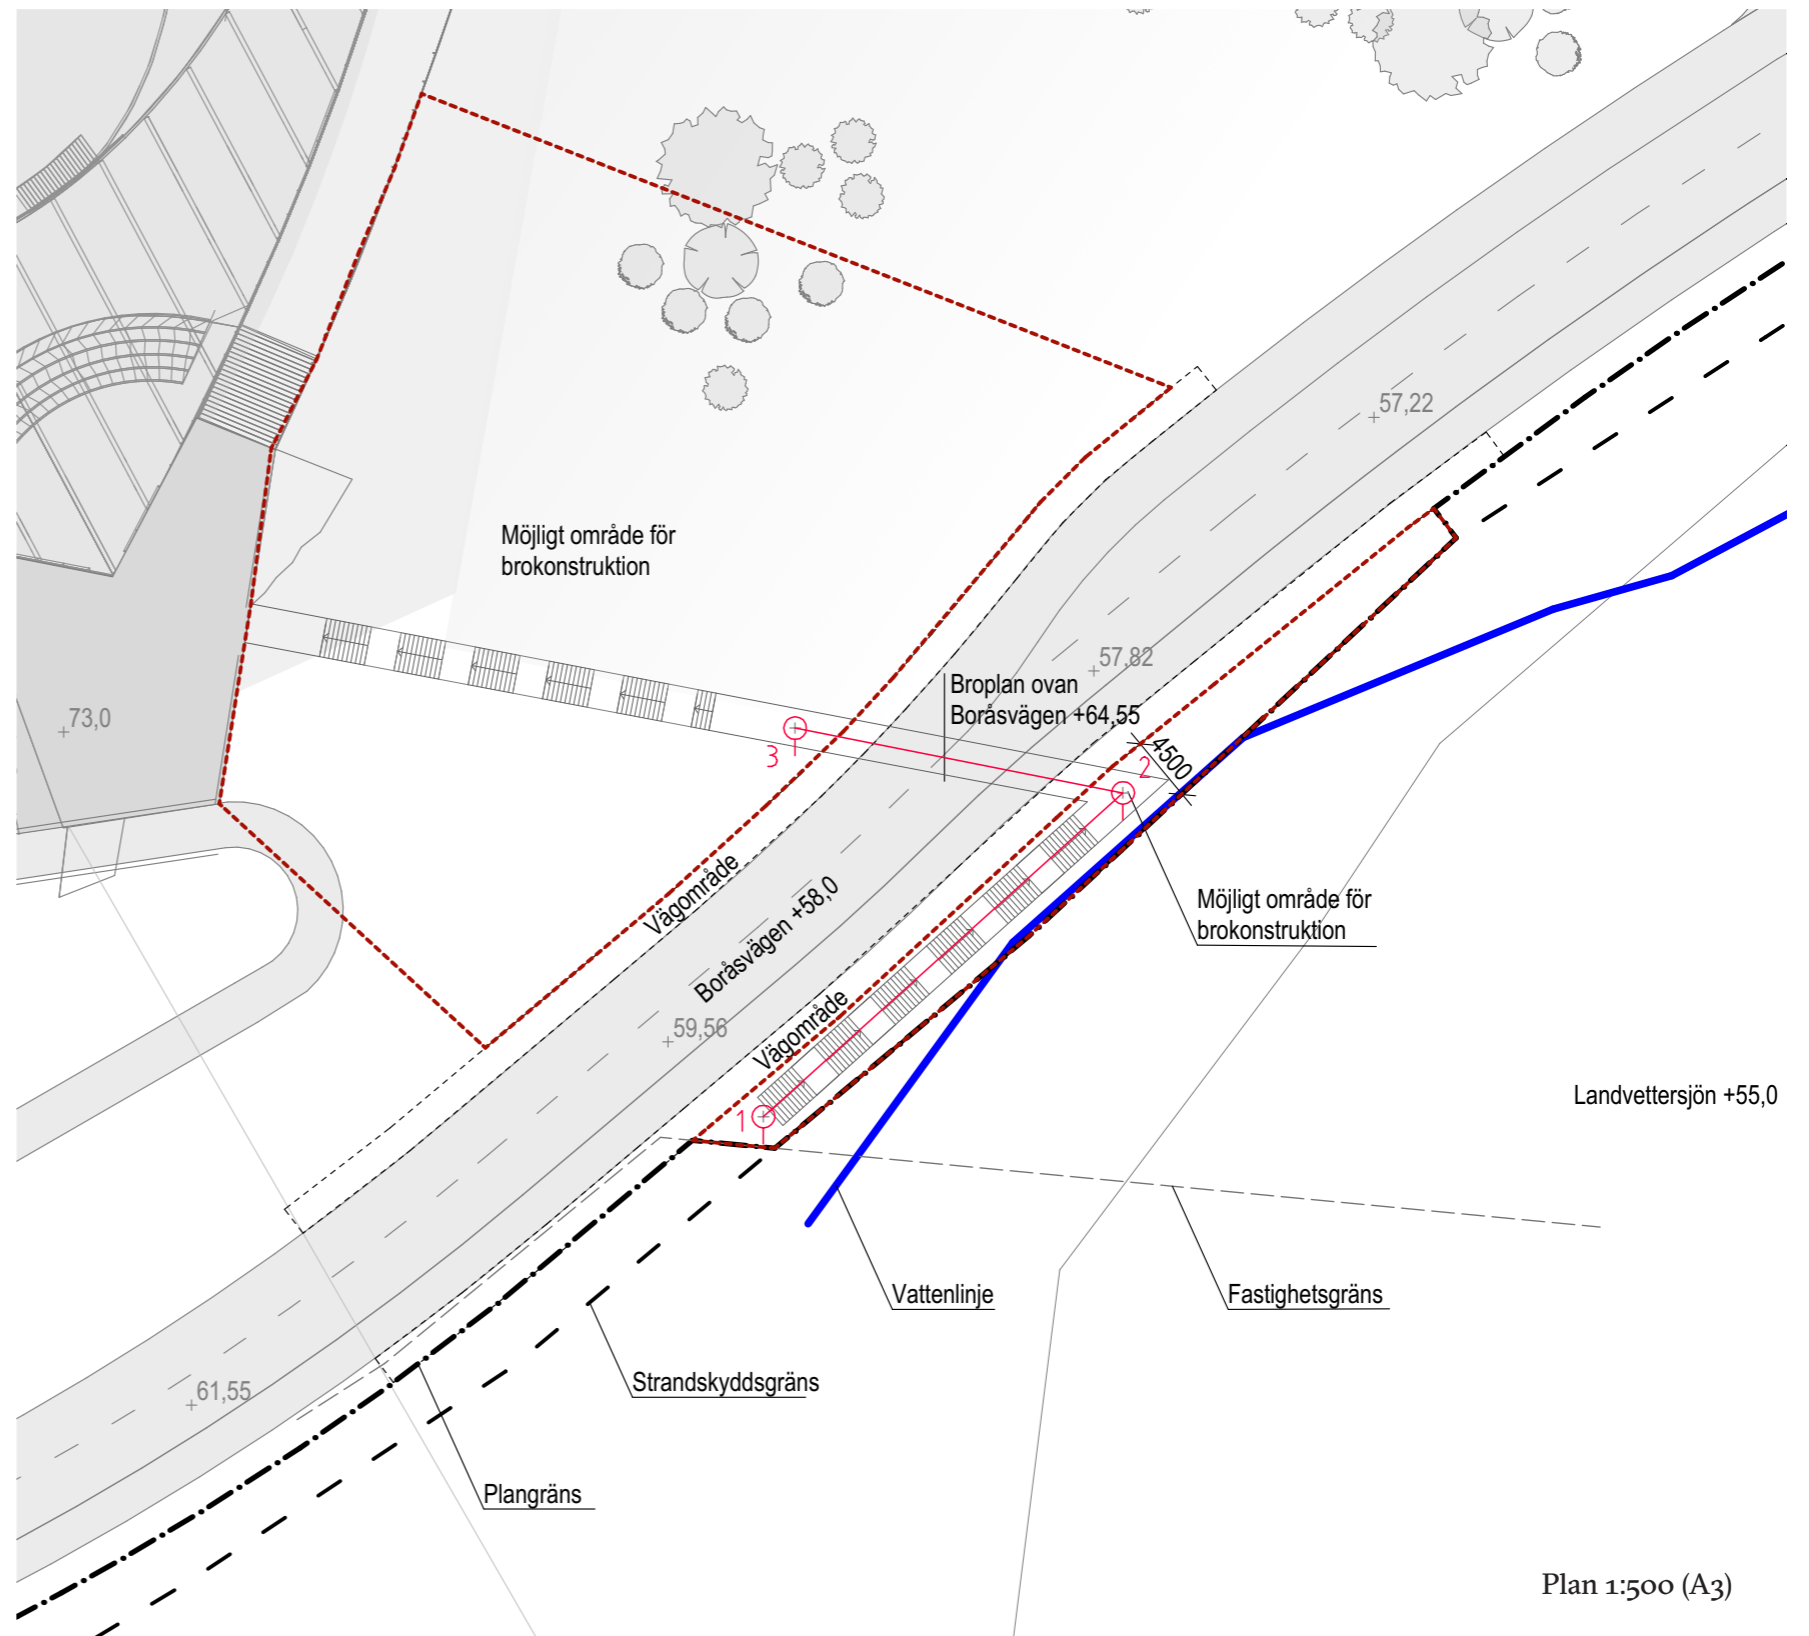 57,22
Möjligt område för
brokonstruktion
57,82
Broplan ovan
Boråsvägen +64,55
73,0
3
4500
2
Vägområde
Boråsvägen +58,0
Möjligt område för
brokonstruktion
Vägområde
59,56
1
Landvettersjön +55,0
Vattenlinje
Fastighetsgräns
Strandskyddsgräns
61,55
Plangräns
Plan 1:500 (A3)